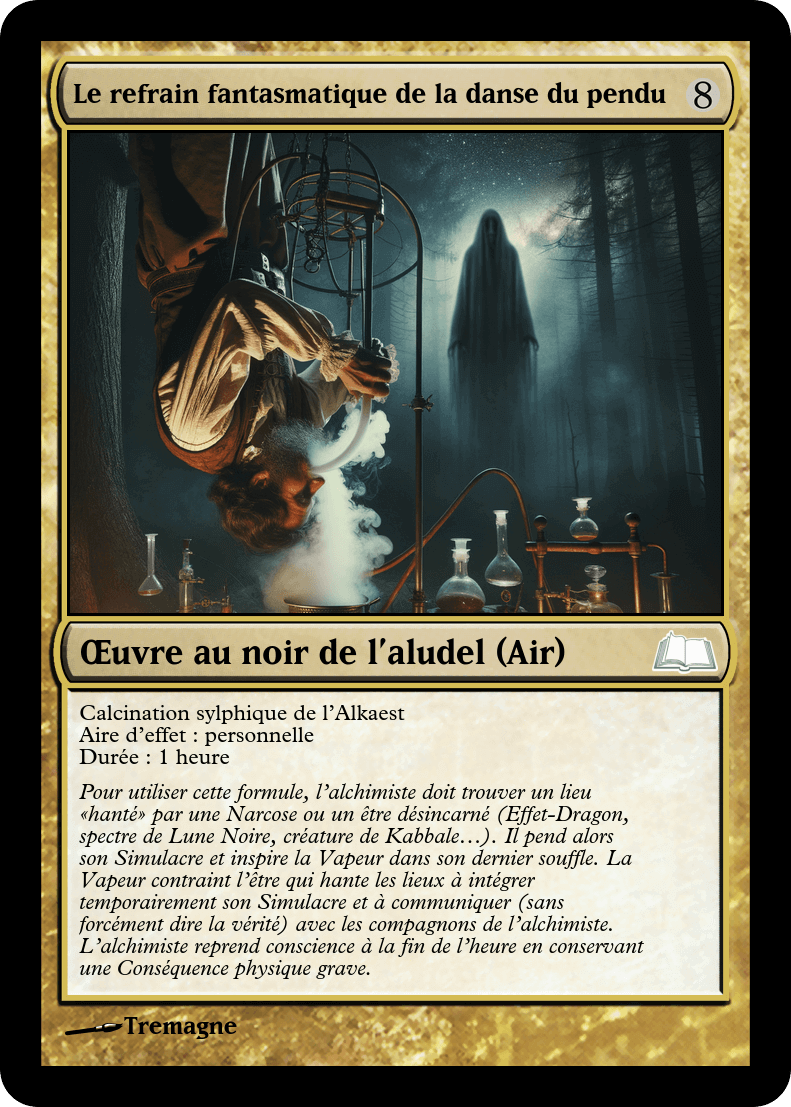 Le refrain fantasmatique de la danse du pendu 8
Œuvre au noir de l'aludel (Air)
Calcination sylphique de l'Alkaest
Aire d'effet : personnelle
Durée : 1 heure
Pour utiliser cette formule, l'alchimiste doit trouver un lieu
«hanté» par une Narcose ou un être désincarné (Effet-Dragon,
spectre de Lune Noire, créature de Kabbale...). Il pend alors
son Simulacre et inspire la Vapeur dans son dernier souffle. La
Vapeur contraint l'être qui hante les lieux à intégrer
temporairement son Simulacre et à communiquer (sans
forcément dire la vérité) avec les compagnons de l'alchimiste.
L'alchimiste reprend conscience à la fin de l'heure en conservant
une Conséquence physique grave.
Tremagne